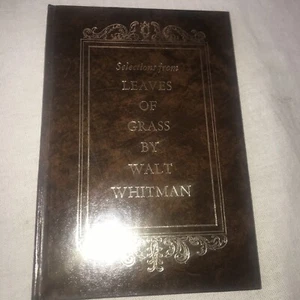 Selections from
LEAVES
OF
GRASS
BY
WALT
WHITMAN